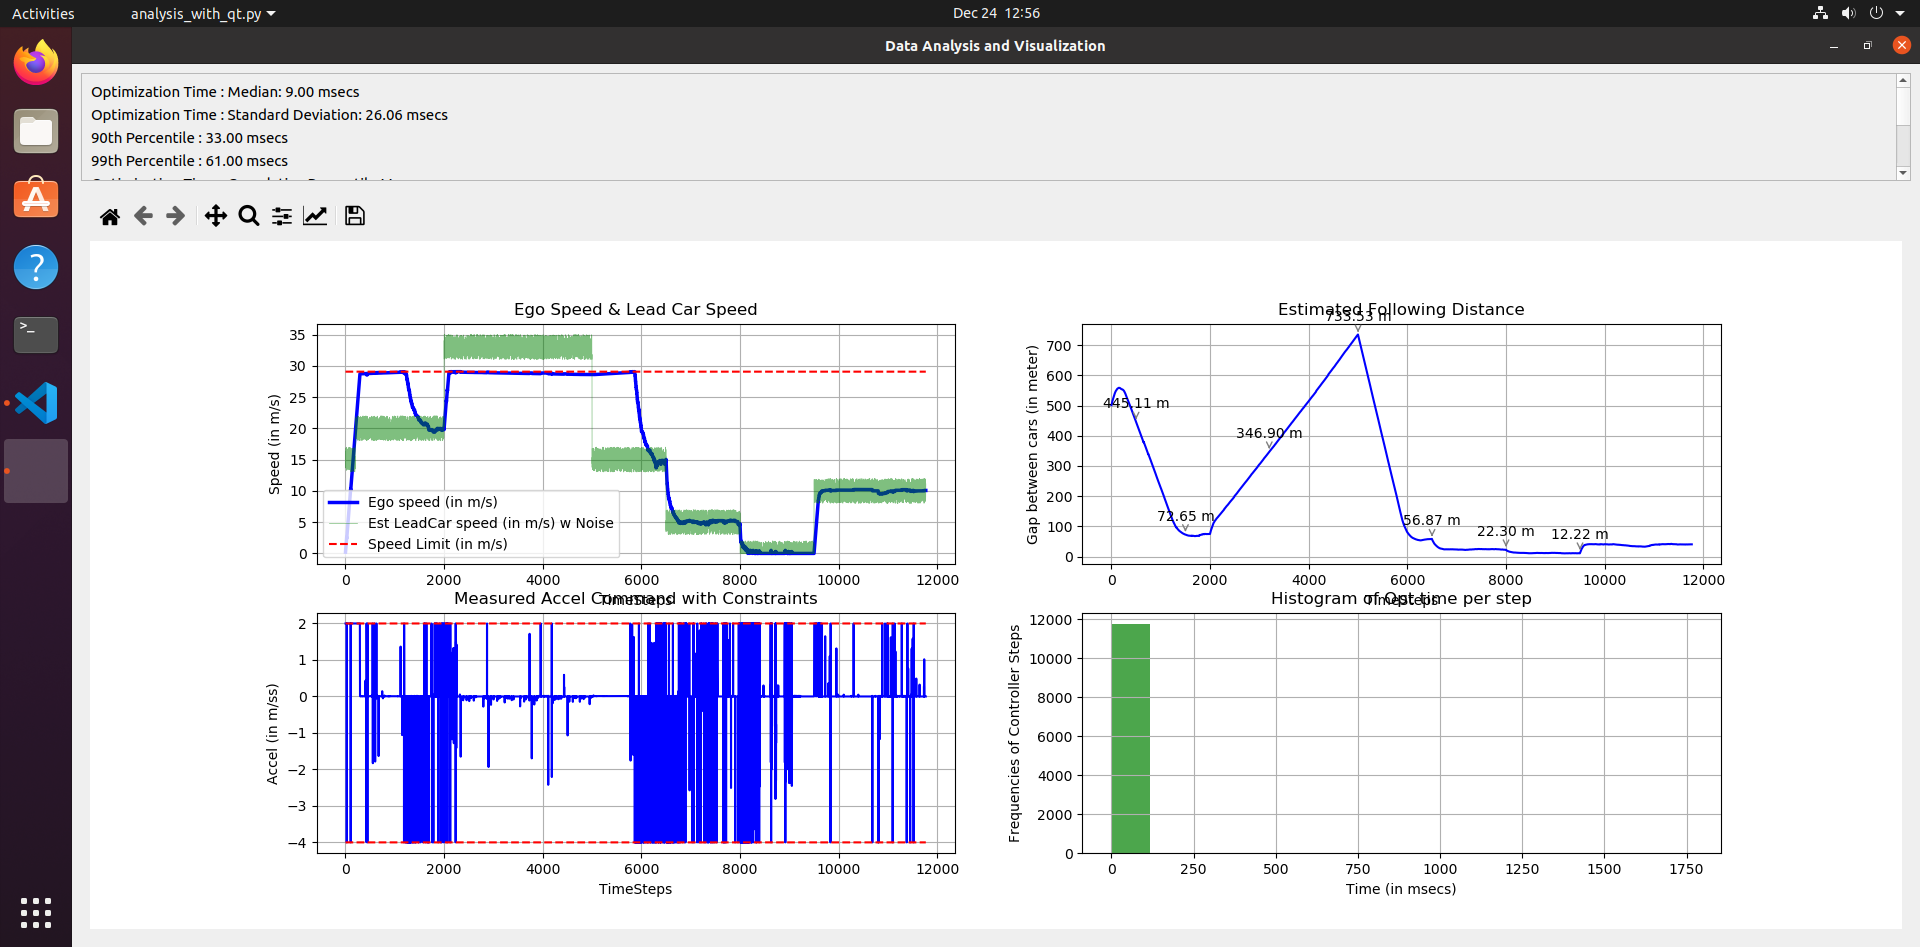 Activities
analysis_with_qt.py
Dec 24 12:56
Data Analysis and Visualization
Optimization Time : Median: 9.00 msecs
Optimization Time : Standard Deviation: 26.06 msecs
90th Percentile : 33.00 msecs
99th Percentile : 61.00 msecs
Ego Speed & Lead Car Speed
Speed (in m/s)
35
30
25
20
15
10
5
0
Ego speed (in m/s)
Est LeadCar speed (in m/s) w Noise
Speed Limit (in m/s)
0 2000 4000 6000 8000 10000 12000
TimeSteps
Estimated Following Distance
Gap between cars (in meter)
700
600
500
400
300
200
100
0
733.53 m
445.11 m
346.90 m
72.65 m
56.87 m
22.30 m
12.22 m
0 2000 4000 6000 8000 10000 12000
TimeSteps
Measured Accel Command with Constraints
Accel (in m/ss)
2
1
0
−1
−2
−3
−4
0 2000 4000 6000 8000 10000 12000
TimeSteps
Histogram of Opt time per step
Frequencies of Controller Steps
12000
10000
8000
6000
4000
2000
0
0 250 500 750 1000 1250 1500 1750
Time (in msecs)